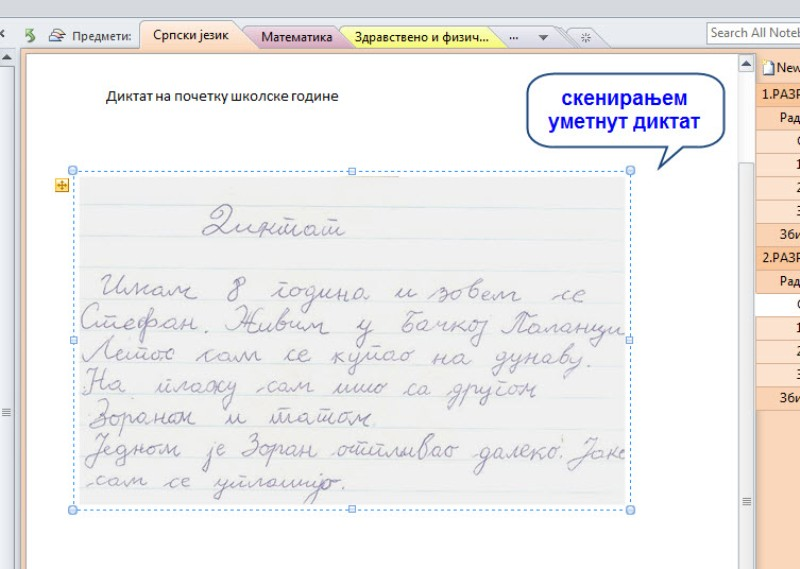 Предмети: Српски језик Математика Здравствено и физич... ... Search All Noteb
New
1.РАЗР
Рад
Диктат на почетку школске године
скенирањем
уметнут диктат
0
1
2
3
Зби
2.РАЗР
Рад
0
1
2
3
Зби
Диктат
Имам 8 година и зовем се
Стефан. Живим у Бачкој Паланци
Летос сам се купао на дунаву.
На плажу сам ишо са другом
Зораном и татом.
Једном је Зоран отпливао далеко. Јако
сам се уплашијо.